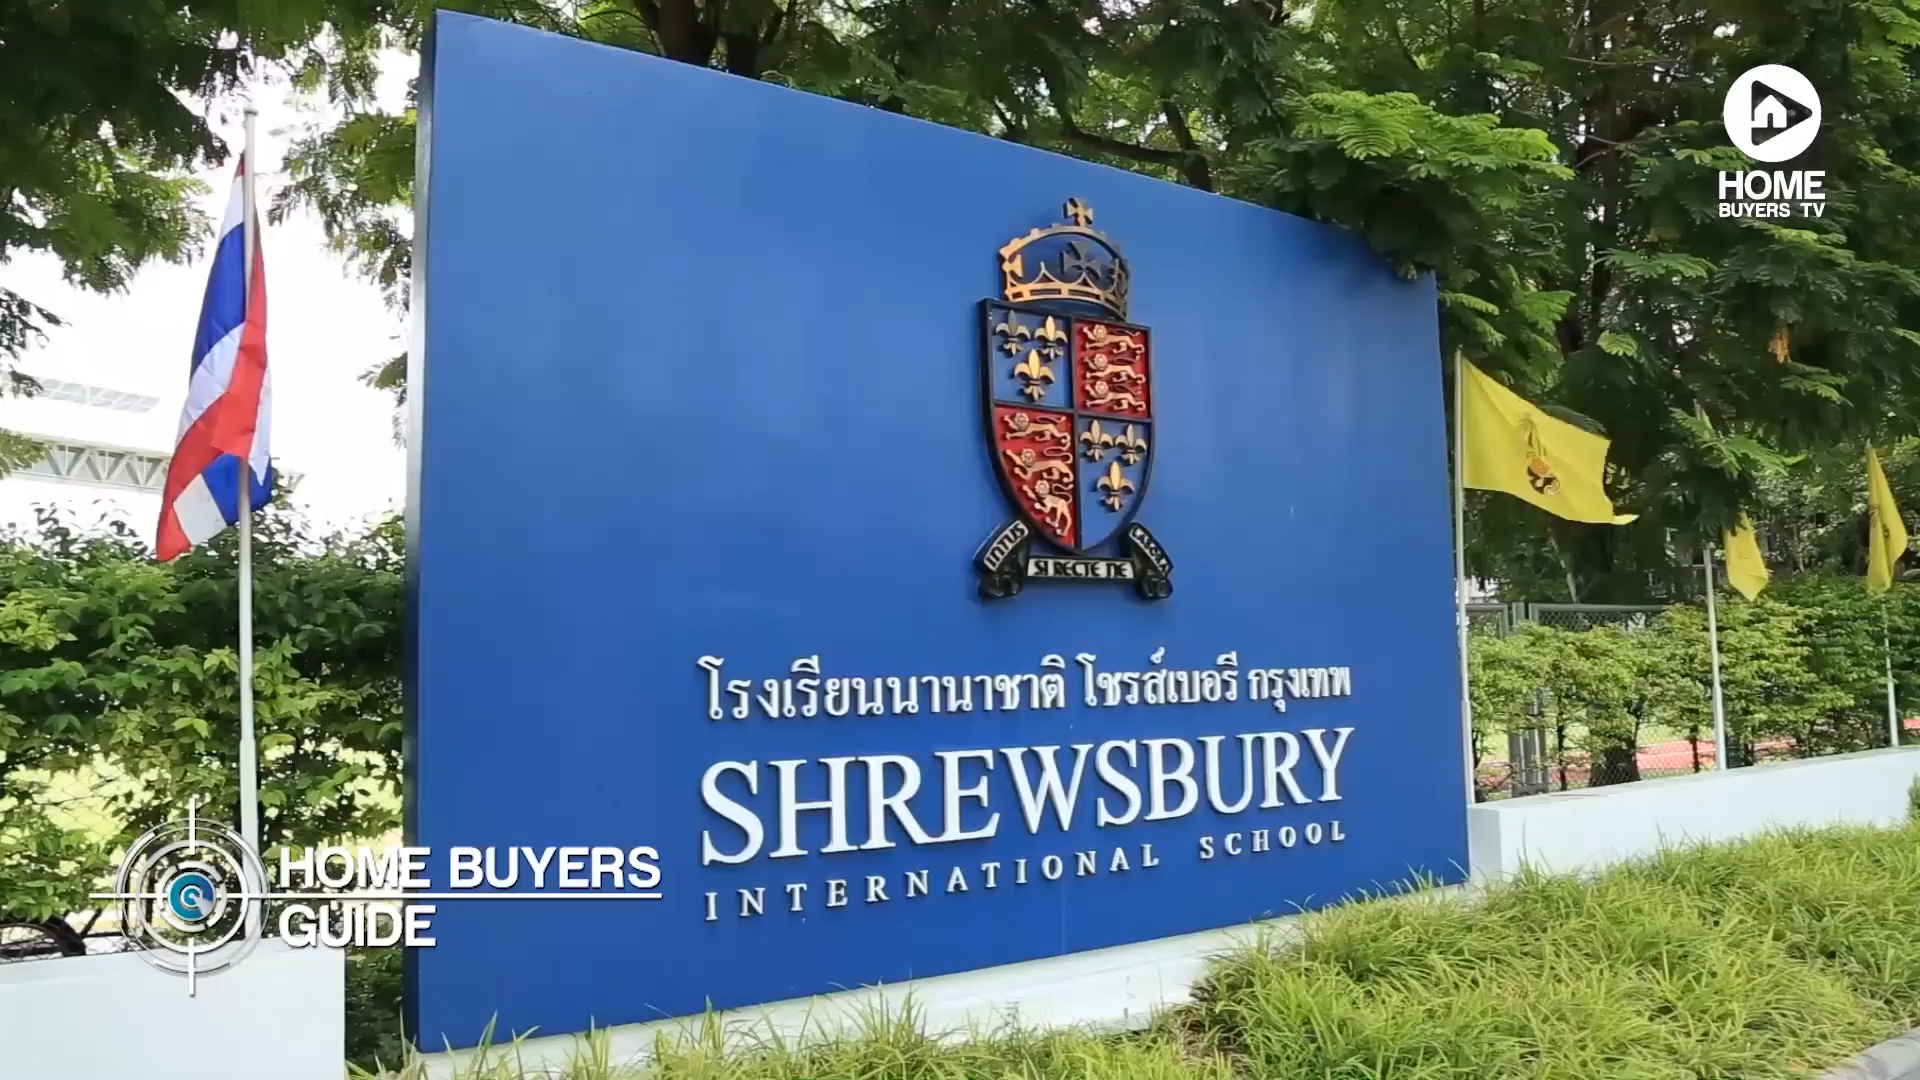 HOME
BUYERS TV
INTUS
SI RECTE NE
LABORA
โรงเรียนนานาชาติ โชรส์เบอรี กรุงเทพ
SHREWSBURY
INTERNATIONAL SCHOOL
HOME BUYERS
GUIDE